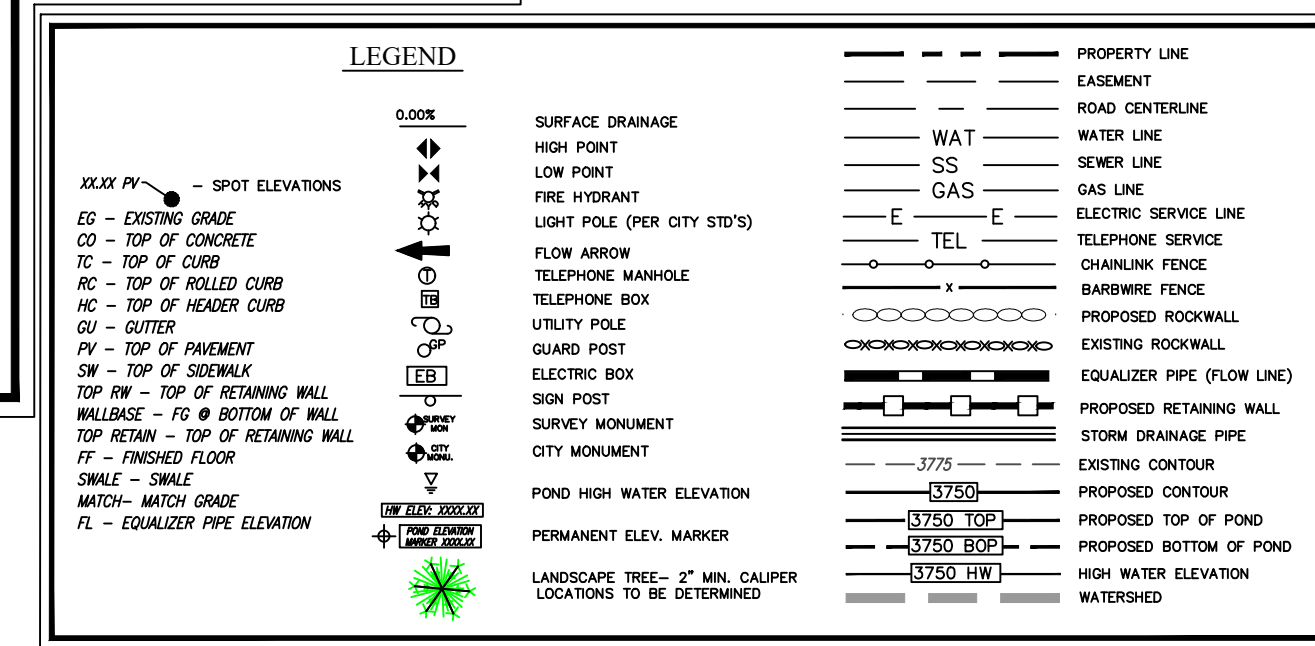 LEGEND
XX.XX PV – SPOT ELEVATIONS
EG – EXISTING GRADE
CO – TOP OF CONCRETE
TC – TOP OF CURB
RC – TOP OF ROLLED CURB
HC – TOP OF HEADER CURB
GU – GUTTER
PV – TOP OF PAVEMENT
SW – TOP OF SIDEWALK
TOP RW – TOP OF RETAINING WALL
WALLBASE – FG @ BOTTOM OF WALL
TOP RETAIN – TOP OF RETAINING WALL
FF – FINISHED FLOOR
SWALE – SWALE
MATCH– MATCH GRADE
FL – EQUALIZER PIPE ELEVATION
0.00% SURFACE DRAINAGE
HIGH POINT
LOW POINT
FIRE HYDRANT
LIGHT POLE (PER CITY STD'S)
FLOW ARROW
T TELEPHONE MANHOLE
TB TELEPHONE BOX
UTILITY POLE
GP GUARD POST
EB ELECTRIC BOX
SIGN POST
SURVEY MON SURVEY MONUMENT
CITY MONU. CITY MONUMENT
POND HIGH WATER ELEVATION
HW ELEV: XXXX.XX
POND ELEVATION
MARKER XXXX.XX
PERMANENT ELEV. MARKER
LANDSCAPE TREE– 2" MIN. CALIPER
LOCATIONS TO BE DETERMINED
PROPERTY LINE
EASEMENT
ROAD CENTERLINE
WAT WATER LINE
SS SEWER LINE
GAS GAS LINE
E E ELECTRIC SERVICE LINE
TEL TELEPHONE SERVICE
CHAINLINK FENCE
x BARBWIRE FENCE
PROPOSED ROCKWALL
EXISTING ROCKWALL
EQUALIZER PIPE (FLOW LINE)
PROPOSED RETAINING WALL
STORM DRAINAGE PIPE
3775 EXISTING CONTOUR
3750 PROPOSED CONTOUR
3750 TOP PROPOSED TOP OF POND
3750 BOP PROPOSED BOTTOM OF POND
3750 HW HIGH WATER ELEVATION
WATERSHED